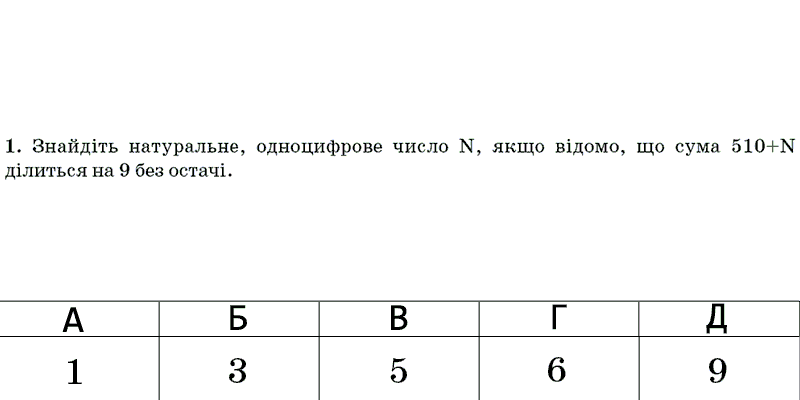 1. Знайдіть натуральне, одноцифрове число N, якщо відомо, що сума 510+N
ділиться на 9 без остачі.
А Б В Г Д
1 3 5 6 9